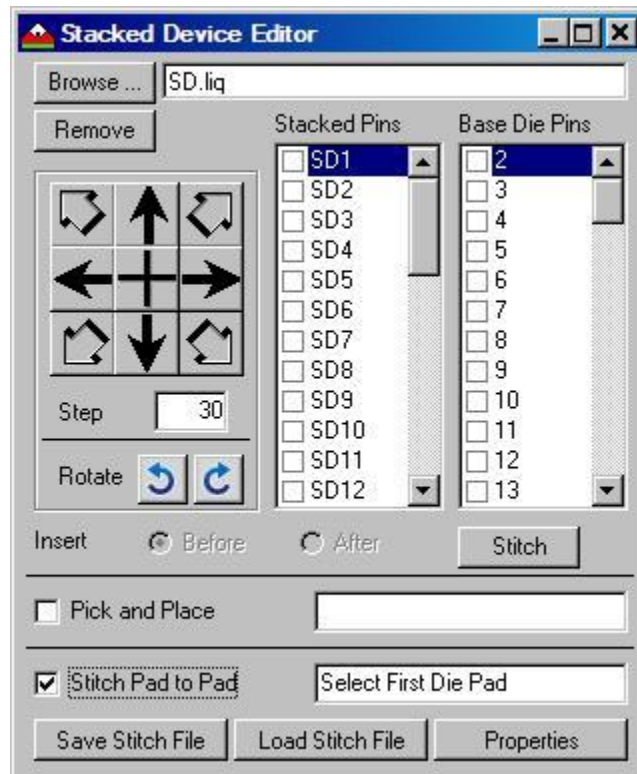 Stacked Device Editor
Browse ... SD.liq
Remove Stacked Pins Base Die Pins
SD1 2
SD2 3
SD3 4
SD4 5
SD5 6
SD6 7
SD7 8
SD8 9
SD9 10
SD10 11
SD11 12
SD12 13
Step 30
Rotate
Insert Before After Stitch
Pick and Place
Stitch Pad to Pad Select First Die Pad
Save Stitch File Load Stitch File Properties